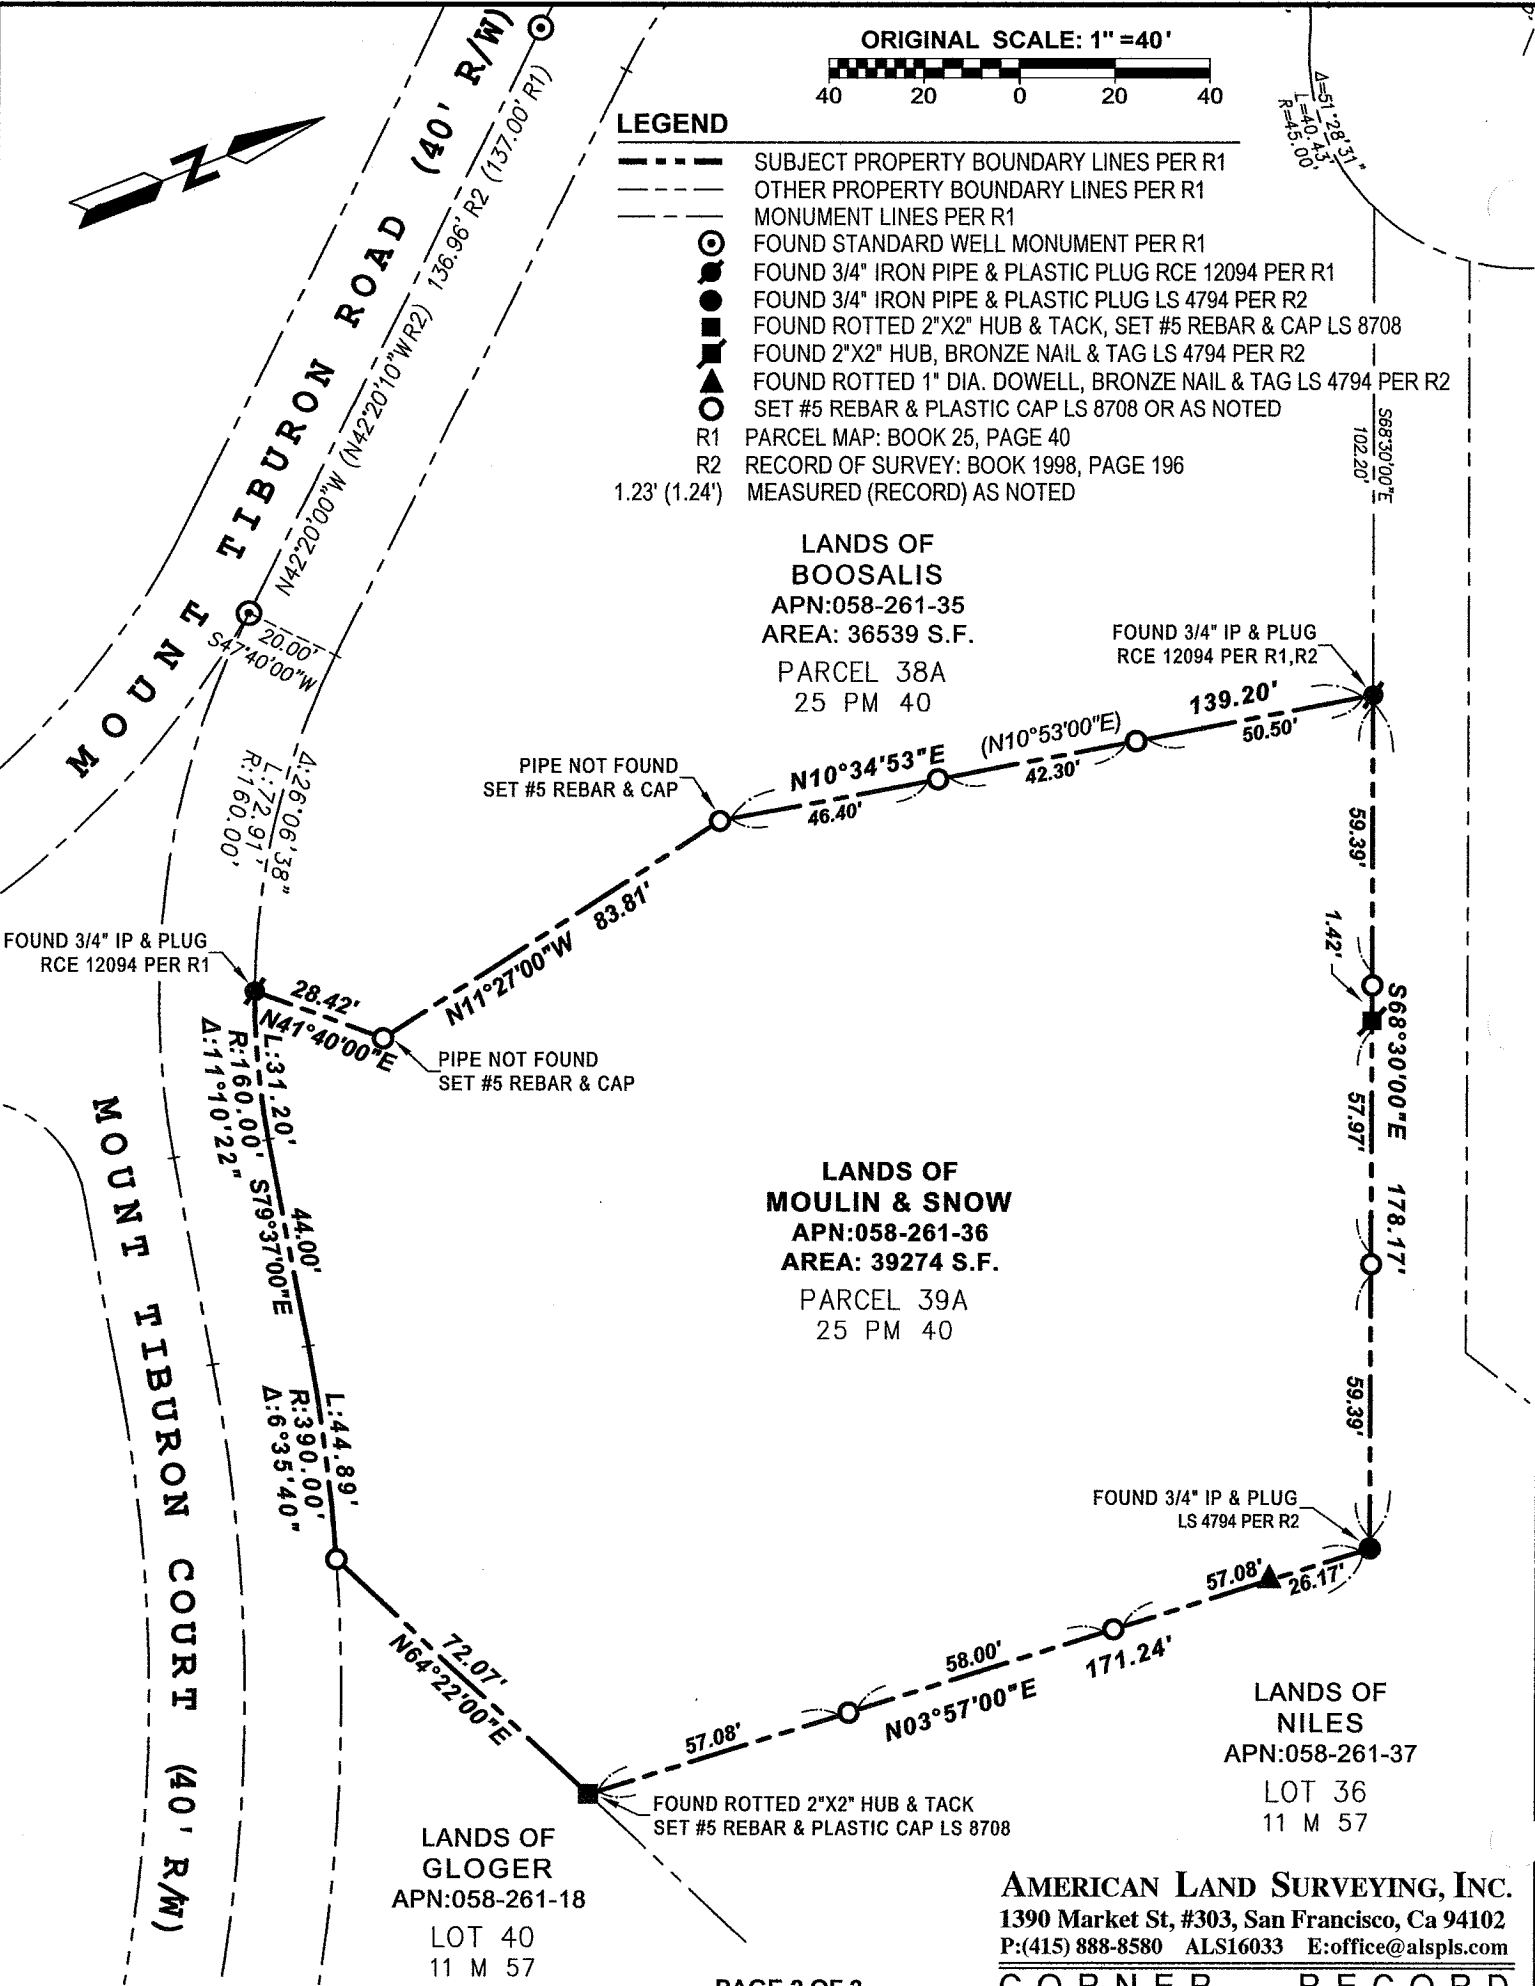 ORIGINAL SCALE: 1" =40'
40 20 0 20 40
LEGEND
SUBJECT PROPERTY BOUNDARY LINES PER R1
OTHER PROPERTY BOUNDARY LINES PER R1
MONUMENT LINES PER R1
FOUND STANDARD WELL MONUMENT PER R1
FOUND 3/4" IRON PIPE & PLASTIC PLUG RCE 12094 PER R1
FOUND 3/4" IRON PIPE & PLASTIC PLUG LS 4794 PER R2
FOUND ROTTED 2"X2" HUB & TACK, SET #5 REBAR & CAP LS 8708
FOUND 2"X2" HUB, BRONZE NAIL & TAG LS 4794 PER R2
FOUND ROTTED 1" DIA. DOWELL, BRONZE NAIL & TAG LS 4794 PER R2
SET #5 REBAR & PLASTIC CAP LS 8708 OR AS NOTED
R1 PARCEL MAP: BOOK 25, PAGE 40
R2 RECORD OF SURVEY: BOOK 1998, PAGE 196
1.23' (1.24') MEASURED (RECORD) AS NOTED
N
MOUNT TIBURON ROAD (40' R/W)
N42°20'00"W (N42°20'10"W R2) 136.96' R2 (137.00' R1)
20.00'
S47°40'00"W
Δ=51°28'31"
L=40.43'
R=45.00'
S68°30'00"E
102.20'
LANDS OF
BOOSALIS
APN:058-261-35
AREA: 36539 S.F.
PARCEL 38A
25 PM 40
FOUND 3/4" IP & PLUG
RCE 12094 PER R1,R2
139.20'
50.50'
(N10°53'00"E)
42.30'
N10°34'53"E
46.40'
PIPE NOT FOUND
SET #5 REBAR & CAP
Δ:26°06'38"
L:72.91'
R:160.00'
83.81'
N11°27'00"W
59.39'
1.42'
FOUND 3/4" IP & PLUG
RCE 12094 PER R1
28.42'
N41°40'00"E
PIPE NOT FOUND
SET #5 REBAR & CAP
L:31.20'
R:160.00'
Δ:11°10'22"
S68°30'00"E 178.17'
57.97'
MOUNT TIBURON COURT (40' R/W)
44.00'
S79°37'00"E
LANDS OF
MOULIN & SNOW
APN:058-261-36
AREA: 39274 S.F.
PARCEL 39A
25 PM 40
L:44.89'
R:390.00'
Δ:6°35'40"
59.39'
FOUND 3/4" IP & PLUG
LS 4794 PER R2
57.08'
26.17'
72.07'
N64°22'00"E
58.00'
171.24'
N03°57'00"E
57.08'
LANDS OF
NILES
APN:058-261-37
LOT 36
11 M 57
FOUND ROTTED 2"X2" HUB & TACK
SET #5 REBAR & PLASTIC CAP LS 8708
LANDS OF
GLOGER
APN:058-261-18
LOT 40
11 M 57
AMERICAN LAND SURVEYING, INC.
1390 Market St, #303, San Francisco, Ca 94102
P:(415) 888-8580 ALS16033 E:office@alspls.com
CORNER RECORD